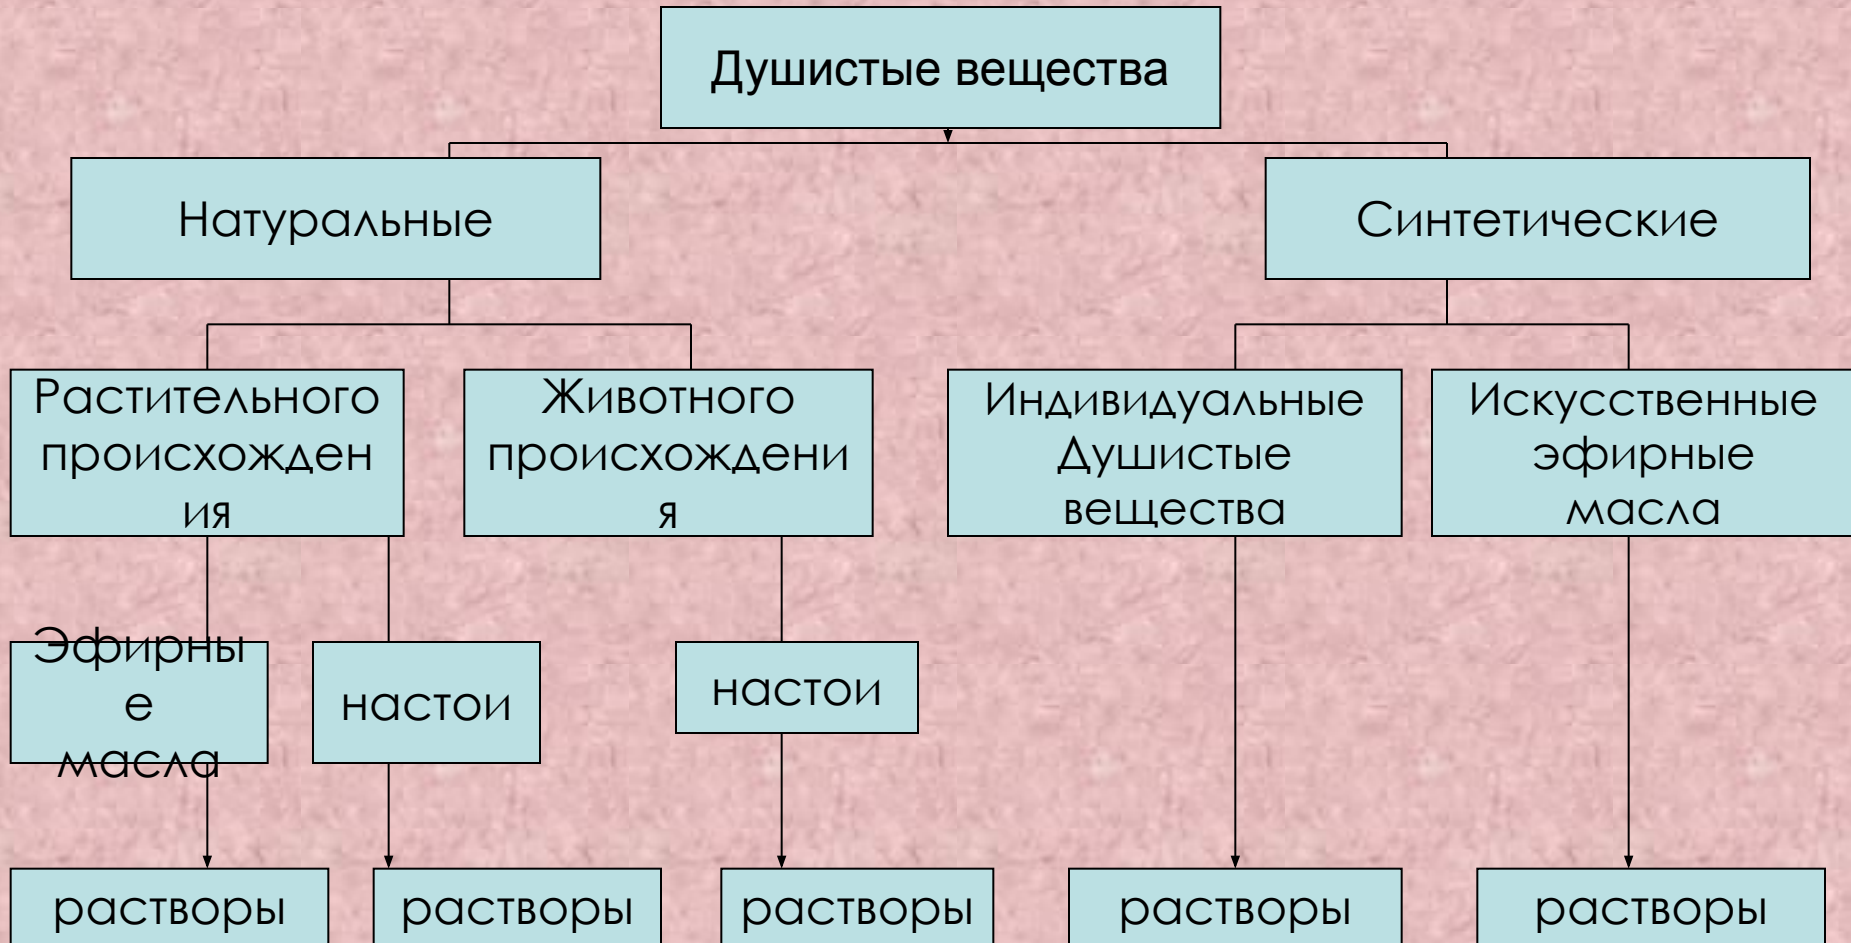 Душистые вещества
Натуральные
Синтетические
Растительного
происхожден
ия
Животного
происхождени
я
Индивидуальные
Душистые
вещества
Искусственные
эфирные
масла
Эфирны
е
масла
настои
настои
растворы
растворы
растворы
растворы
растворы